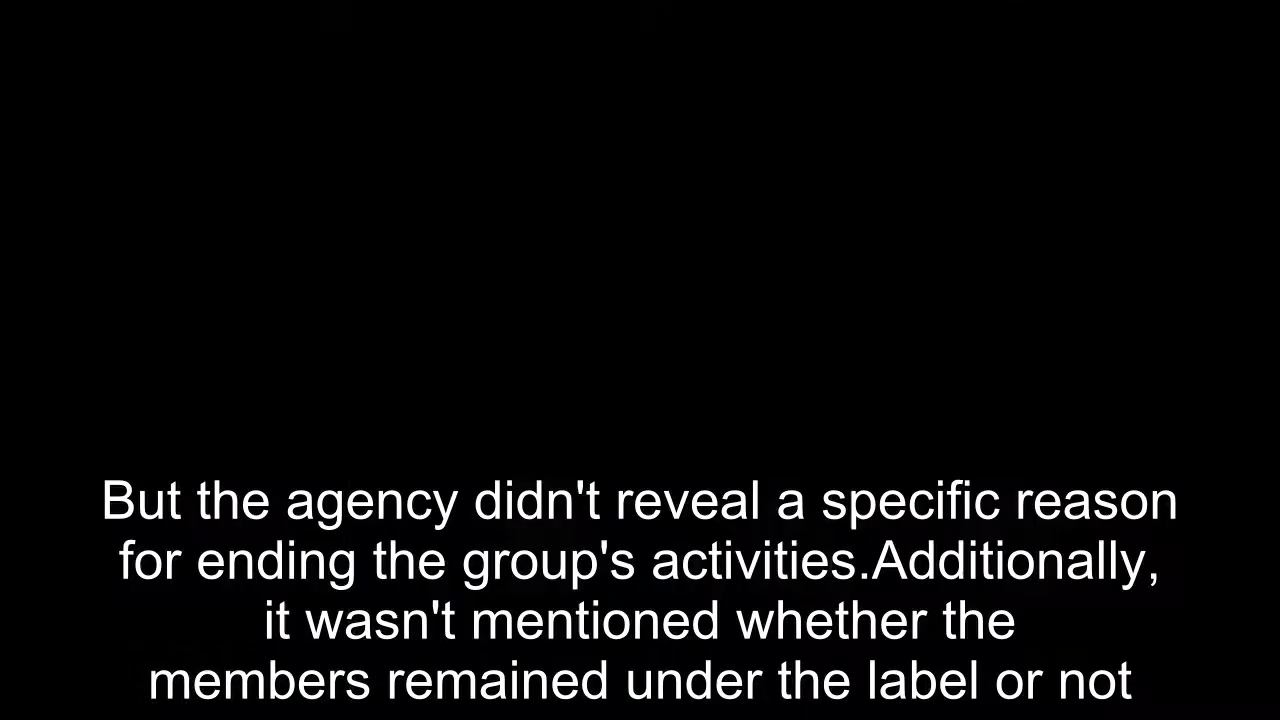 But the agency didn't reveal a specific reason
for ending the group's activities.Additionally,
it wasn't mentioned whether the
members remained under the label or not